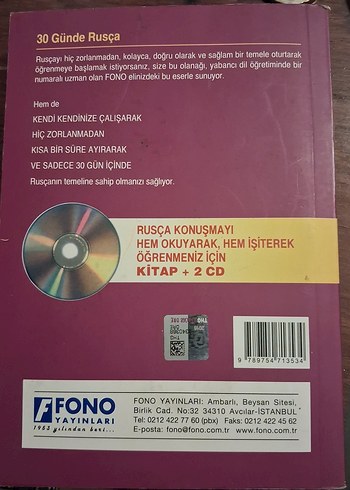 30 Günde Rusça
Rusçayı hiç zorlanmadan, kolayca, doğru olarak ve sağlam bir temele oturtarak
öğrenmeye başlamak istiyorsanız, size bu olanağı, yabancı dil öğretiminde bir
numaralı uzman olan FONO elinizdeki bu eserle sunuyor.
Hem de
KENDİ KENDİNİZE ÇALIŞARAK
HİÇ ZORLANMADAN
KISA BİR SÜRE AYIRARAK
VE SADECE 30 GÜN İÇİNDE
Rusçanın temeline sahip olmanızı sağlıyor.
RUSÇA KONUŞMAYI
HEM OKUYARAK, HEM İŞİTEREK
ÖĞRENMENİZ İÇİN
KİTAP + 2 CD
9 789754 713534
FONO
YAYINLARI
1952 yılından beri...
FONO YAYINLARI: Ambarlı, Beysan Sitesi,
Birlik Cad. No:32 34310 Avcılar-İSTANBUL
Tel: 0212 422 77 60 (pbx) Faks: 0212 422 45 62
E-posta: fono@fono.com.tr www.fono.com.tr